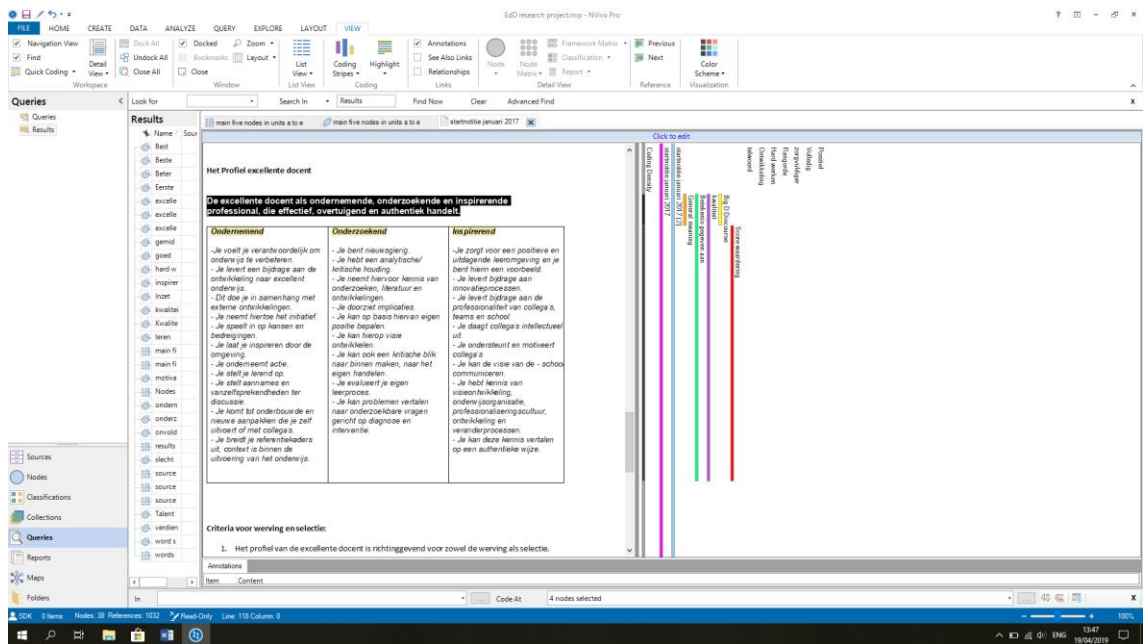 EdD research project.nvp - NVivo Pro
FILE HOME CREATE DATA ANALYZE QUERY EXPLORE LAYOUT VIEW
Navigation View
Find
Quick Coding
Detail View
Workspace
Dock All
Undock All
Close All
Docked
Bookmarks
Close
Zoom
Layout
Window
List View
List View
Coding Stripes
Highlight
Coding
Annotations
See Also Links
Relationships
Links
Node
Node Matrix
Framework Matrix
Classification
Report
Detail View
Previous
Next
Reference
Color Scheme
Visualization
Queries
Look for
Search In
Results
Find Now
Clear
Advanced Find
X
Queries
Results
Results
Name
Sour
Best
Beste
Beter
Eerste
excelle
excelle
excelle
gemid
goed
hard w
inspirer
Inzet
kwalitei
Kwalite
leren
main fi
main fi
motiva
Nodes
ondern
onderz
onvold
results
slecht
source
source
source
Talent
verdien
word s
words
main five nodes in units a to e
main five nodes in units a to e
startnotitie januari 2017
Click to edit
Het Profiel excellente docent
De excellente docent als ondernemende, onderzoekende en inspirerende
professional, die effectief, overtuigend en authentiek handelt.
Ondernemend
-Je voelt je verantwoordelijk om
onderwijs te verbeteren.
- Je levert een bijdrage aan de
ontwikkeling naar excellent
onderwijs.
- Dit doe je in samenhang met
externe ontwikkelingen.
- Je neemt hiertoe het initiatief.
- Je speelt in op kansen en
bedreigingen.
- Je laat je inspireren door de
omgeving.
- Je onderneemt actie.
- Je stelt je lerend op.
- Je stelt aannames en
vanzelfsprekendheden ter
discussie.
- Je komt tot onderbouwde en
nieuwe aanpakken die je zelf
uitvoert of met collega's.
- Je breidt je referentiekaders
uit, context is binnen de
uitvoering van het onderwijs.
Onderzoekend
- Je bent nieuwsgierig.
- Je hebt een analytische/
kritische houding.
- Je neemt hiervoor kennis van
onderzoeken, literatuur en
ontwikkelingen.
- Je doorziet implicaties.
- Je kan op basis hiervan eigen
positie bepalen.
- Je kan hierop visie
ontwikkelen.
- Je kan ook een kritische blik
naar binnen maken, naar het
eigen handelen.
- Je evalueert je eigen
leerproces.
- Je kan problemen vertalen
naar onderzoekbare vragen
gericht op diagnose en
interventie.
Inspirerend
-Je zorgt voor een positieve en
uitdagende leeromgeving en je
bent hierin een voorbeeld.
- Je levert bijdrage aan
innovatieprocessen.
- Je levert bijdrage aan de
professionaliteit van collega's,
teams en school.
- Je daagt collega's intellectueel
uit.
- Je ondersteunt en motiveert
collega's
- Je kan de visie van de - school
communiceren.
- Je hebt kennis van
visieontwikkeling,
onderwijsorganisatie,
professionaliseringscultuur,
ontwikkeling en
veranderprocessen.
- Je kan deze kennis vertalen
op een authentieke wijze.
Criteria voor werving en selectie:
1. Het profiel van de excellente docent is richtinggevend voor zowel de werving als selectie.
Coding Density
startnotitie januari 2017
startnotitie januari 2017 (2)
General meaning
Betekenis gegeven aan
kwaliteit
Big D Discourse
Score waardering
telwoord
Ontwikkeling
Hard werken
Rangorde
zorgvuldiger
Volledig
Positief
Sources
Nodes
Classifications
Collections
Queries
Reports
Maps
Folders
Annotations
Item Content
In
Code At
4 nodes selected
X
SDK 0 Items Nodes: 38 References: 1032 Read-Only Line: 118 Column: 0
100%
ENG
13:47
19/04/2019